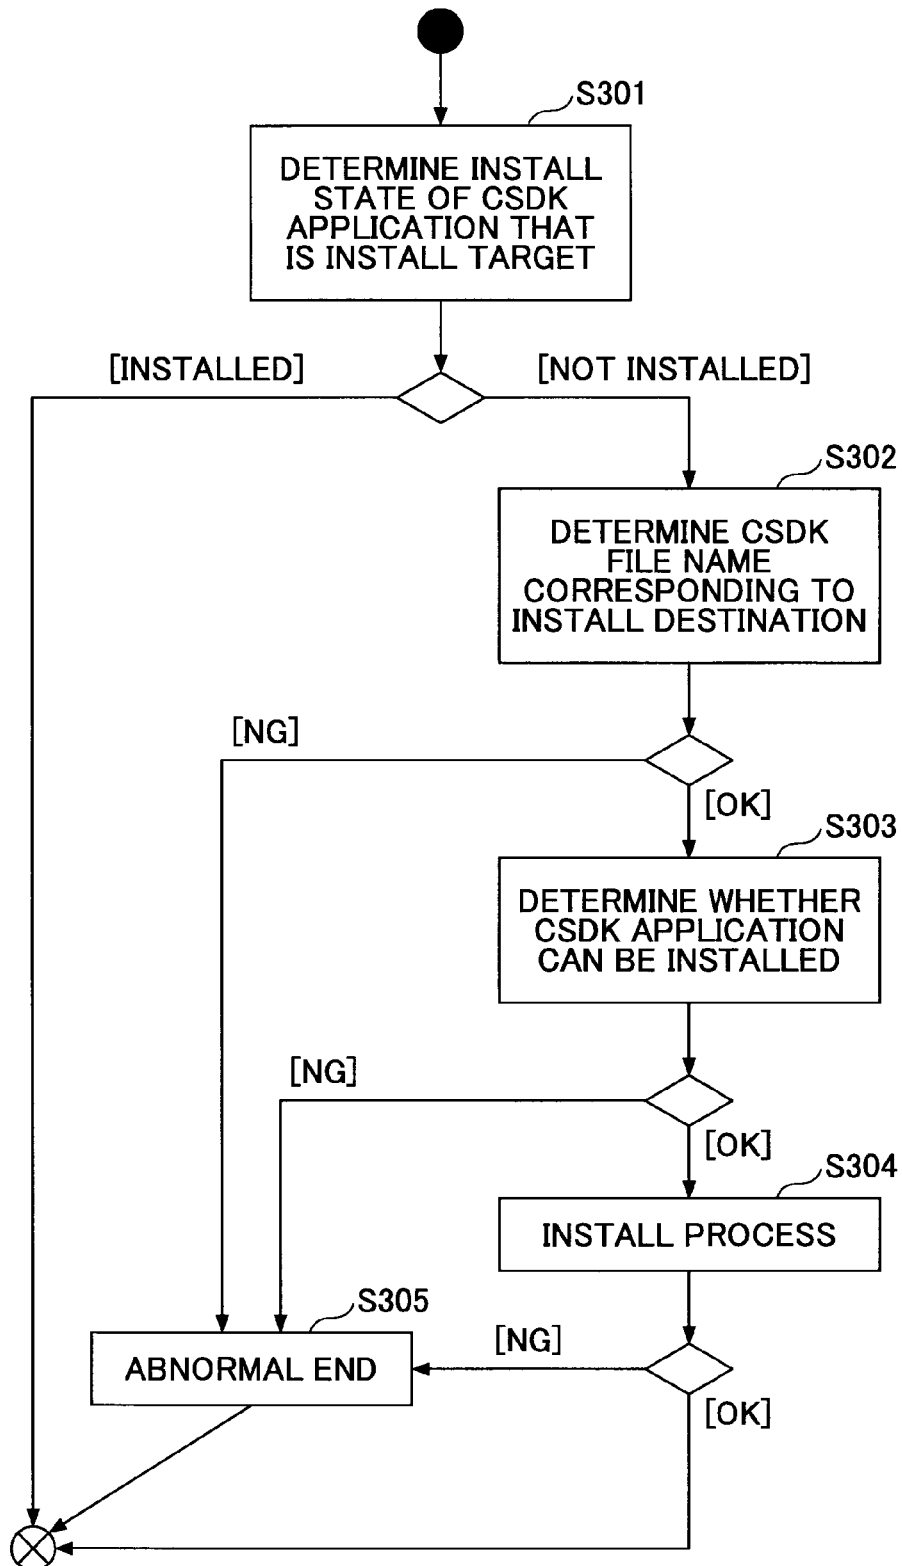 S301
DETERMINE INSTALL
STATE OF CSDK
APPLICATION THAT
IS INSTALL TARGET
[INSTALLED]
[NOT INSTALLED]
S302
DETERMINE CSDK
FILE NAME
CORRESPONDING TO
INSTALL DESTINATION
[NG]
[OK]
S303
DETERMINE WHETHER
CSDK APPLICATION
CAN BE INSTALLED
[NG]
[OK]
S304
INSTALL PROCESS
S305
[NG]
ABNORMAL END
[OK]